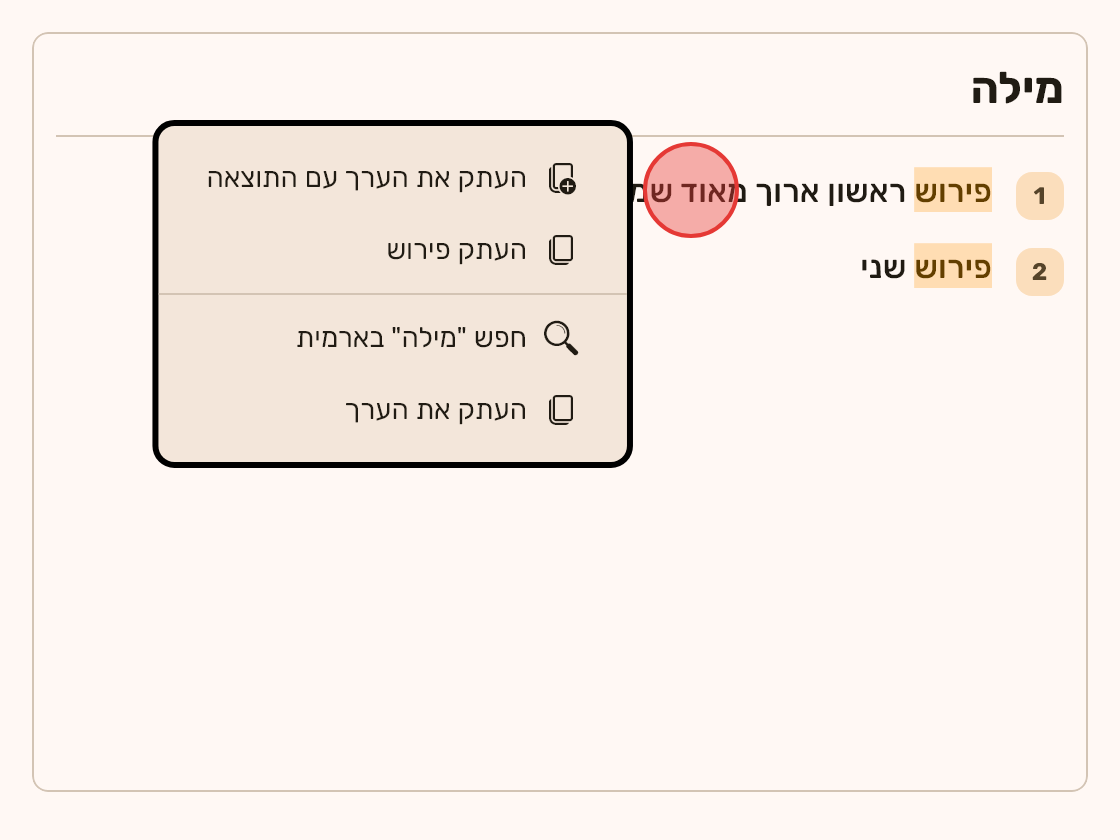 מילה
1 פירוש ראשון ארוך מאוד
2 פירוש שני
העתק את הערך עם התוצאה
העתק פירוש
חפש "מילה" בארמית
העתק את הערך